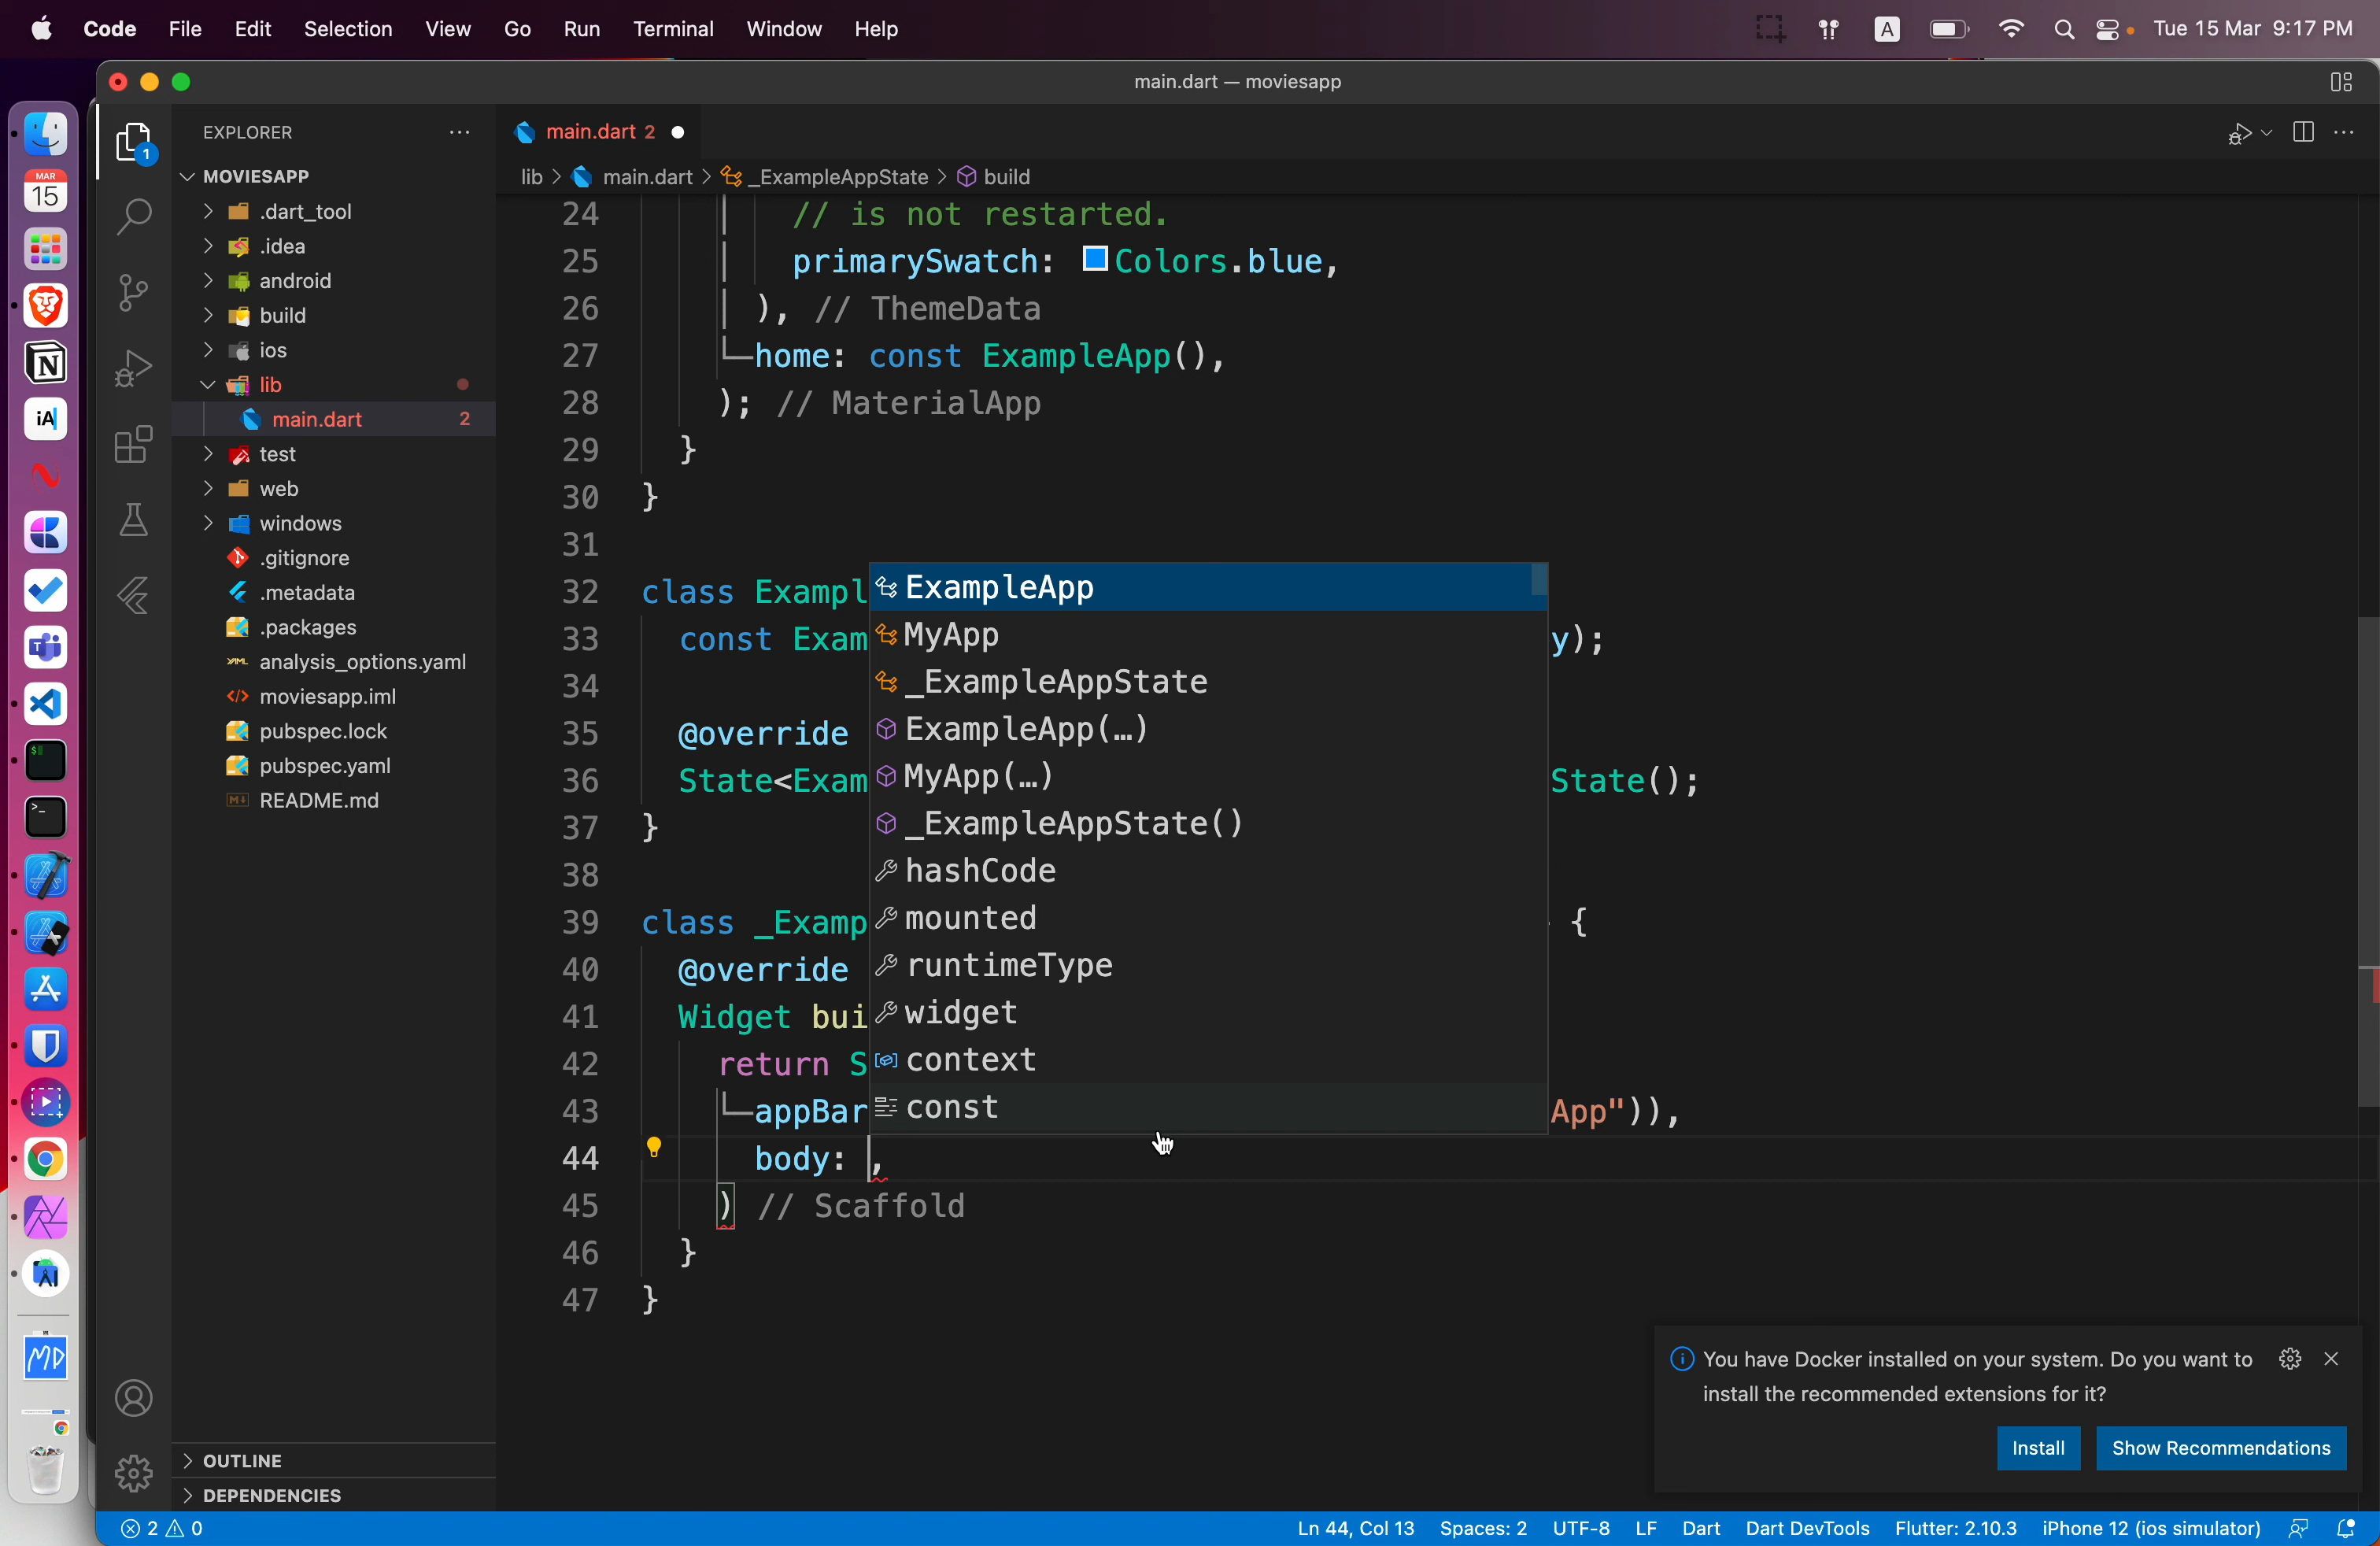 Code File Edit Selection View Go Run Terminal Window Help A Tue 15 Mar 9:17 PM
main.dart — moviesapp
EXPLORER
main.dart 2
lib > main.dart > _ExampleAppState > build
MOVIESAPP
.dart_tool
.idea
android
build
ios
lib
main.dart 2
test
web
windows
.gitignore
.metadata
.packages
YAML analysis_options.yaml
moviesapp.iml
pubspec.lock
pubspec.yaml
README.md
OUTLINE
DEPENDENCIES
1
MAR
15
iA
MD
24 // is not restarted.
25 primarySwatch: Colors.blue,
26 ), // ThemeData
27 home: const ExampleApp(),
28 ); // MaterialApp
29 }
30 }
31
32 class Exampl
33 const Exam y);
34
35 @override
36 State<Exam State();
37 }
38
39 class _Examp {
40 @override
41 Widget bui
42 return S
43 appBar App")),
44 body: ,
45 ) // Scaffold
46 }
47 }
ExampleApp
MyApp
_ExampleAppState
ExampleApp(…)
MyApp(…)
_ExampleAppState()
hashCode
mounted
runtimeType
widget
context
const
You have Docker installed on your system. Do you want to
install the recommended extensions for it?
Install Show Recommendations
2 0 Ln 44, Col 13 Spaces: 2 UTF-8 LF Dart Dart DevTools Flutter: 2.10.3 iPhone 12 (ios simulator)